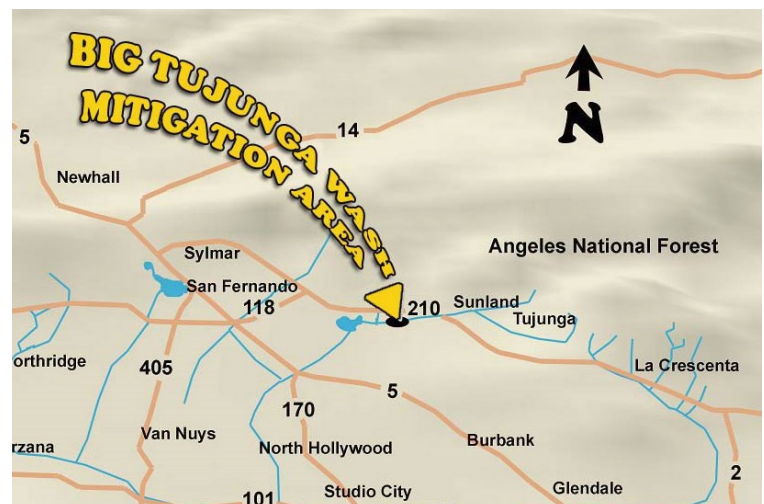 BIG TUJUNGA WASH
MITIGATION AREA
N
14
5
Newhall
Angeles National Forest
Sylmar
San Fernando
118
210
Sunland
Tujunga
orthridge
405
La Crescenta
5
170
Van Nuys
North Hollywood
Burbank
rzana
2
101
Studio City
Glendale